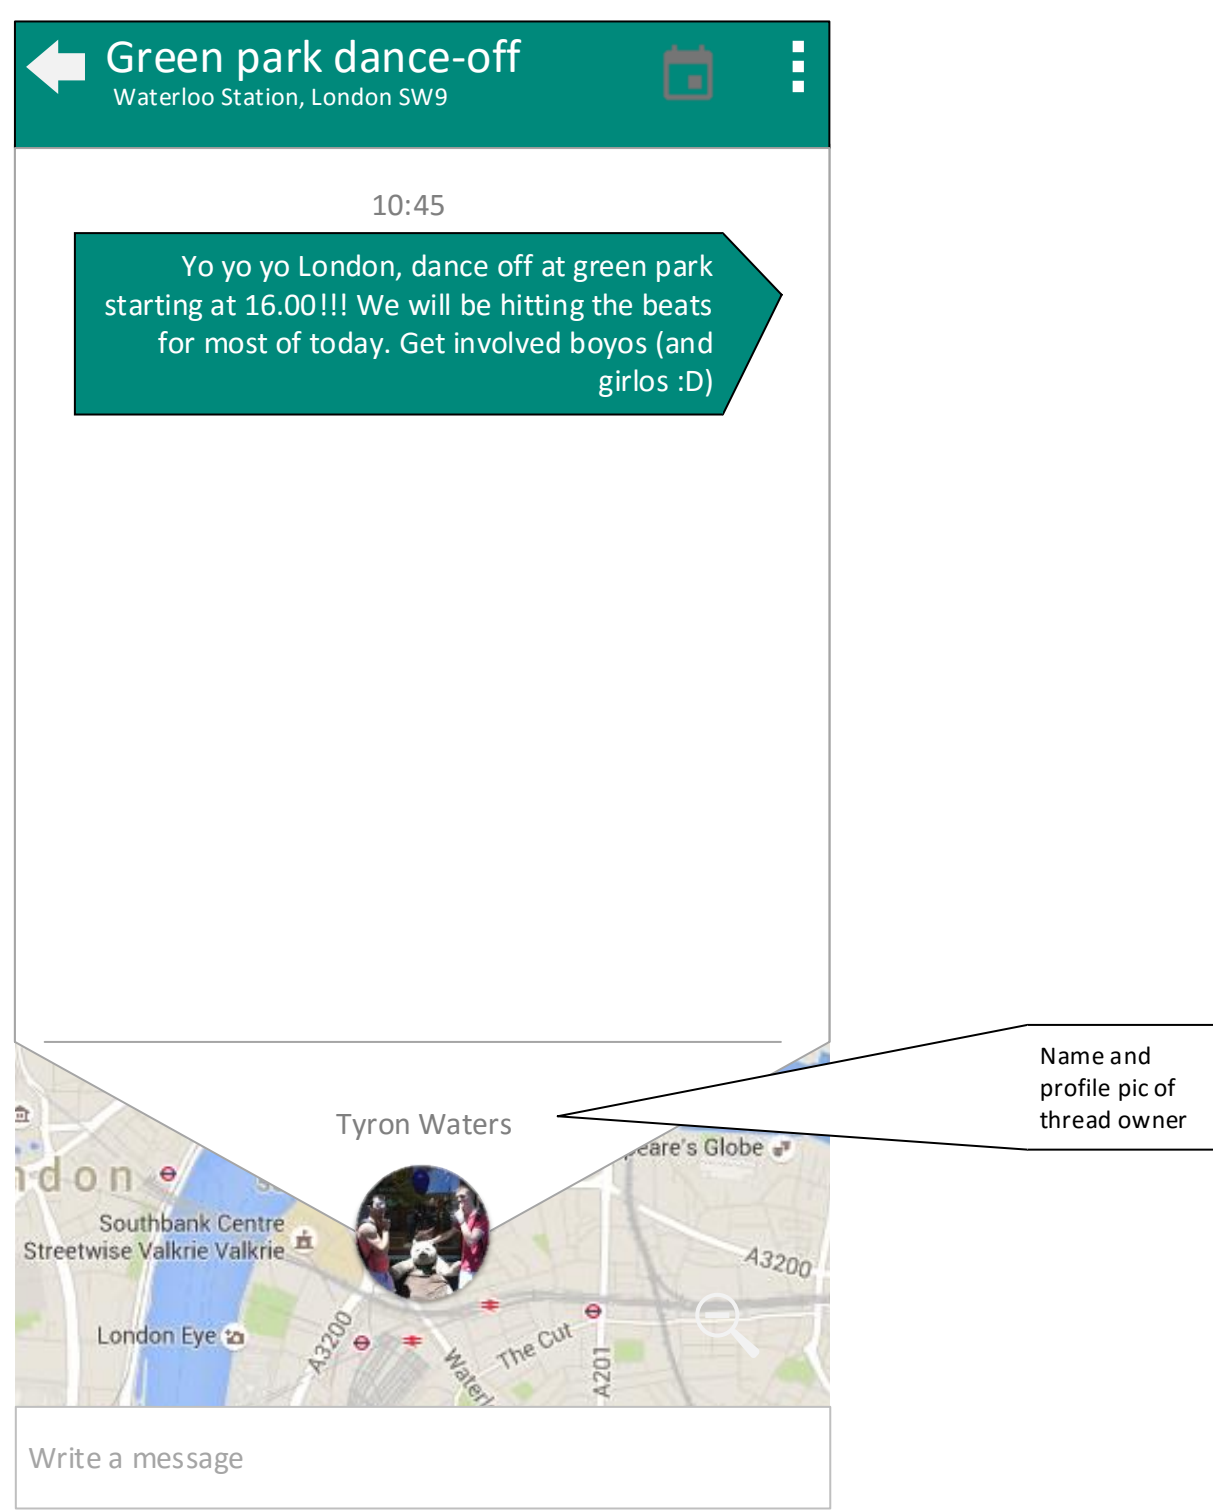 Green park dance-off
Waterloo Station, London SW9
10:45
Yo yo yo London, dance off at green park
starting at 16.00!!! We will be hitting the beats
for most of today. Get involved boyos (and
girlos :D)
Name and
profile pic of
thread owner
Tyron Waters
eare's Globe
ndon
Southbank Centre
Streetwise Valkrie Valkrie
A3200
London Eye
A3200
The Cut
Waterl
A201
Write a message